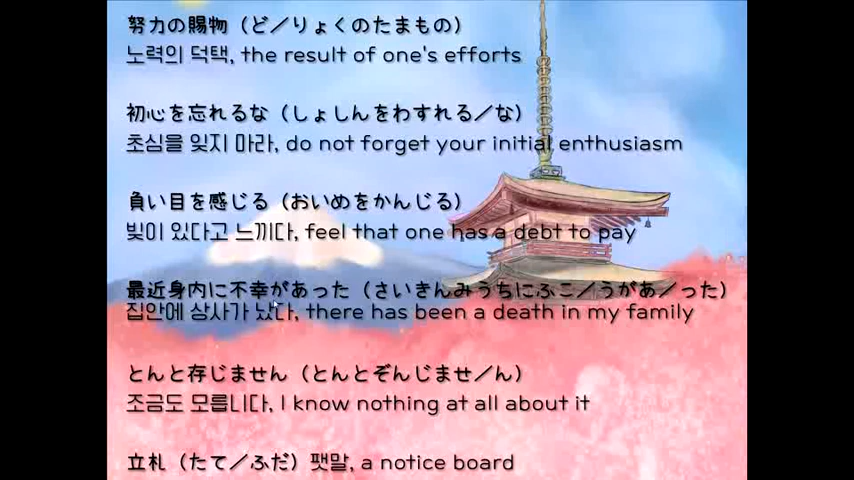 努力の賜物（ど／りょくのたまもの）
노력의 덕택, the result of one's efforts
初心を忘れるな（しょしんをわすれる／な）
초심을 잊지 마라, do not forget your initial enthusiasm
負い目を感じる（おいめをかんじる）
빚이 있다고 느끼다, feel that one has a debt to pay
最近身内に不幸があった（さいきんみうちにふこ／うがあ／った）
집안에 상사가 났다, there has been a death in my family
とんと存じません（とんとぞんじませ／ん）
조금도 모릅니다, I know nothing at all about it
立札（たて／ふだ）팻말, a notice board